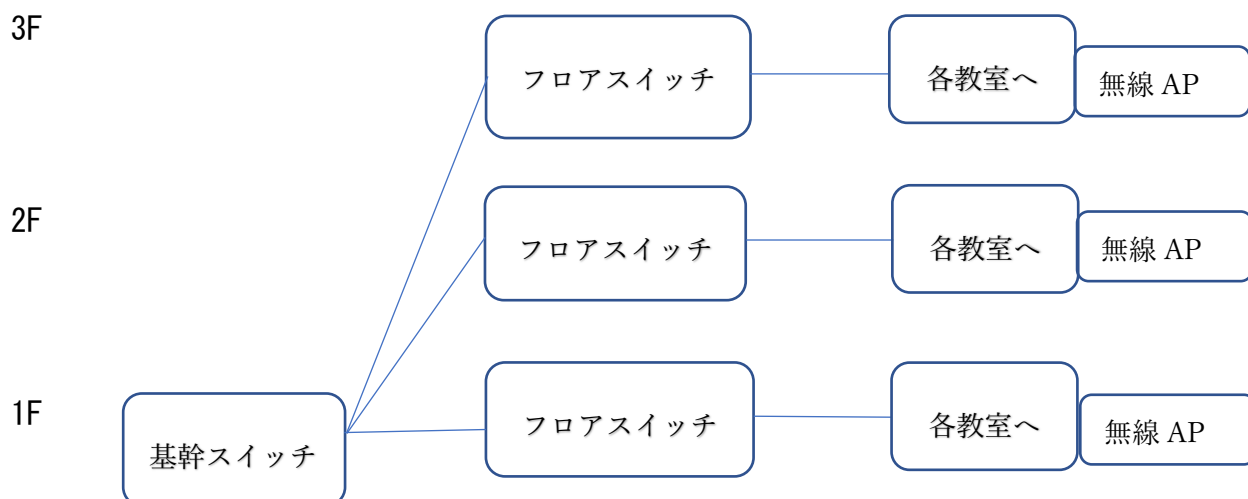 3F
フロアスイッチ
各教室へ
無線 AP
2F
フロアスイッチ
各教室へ
無線 AP
1F
フロアスイッチ
各教室へ
無線 AP
基幹スイッチ